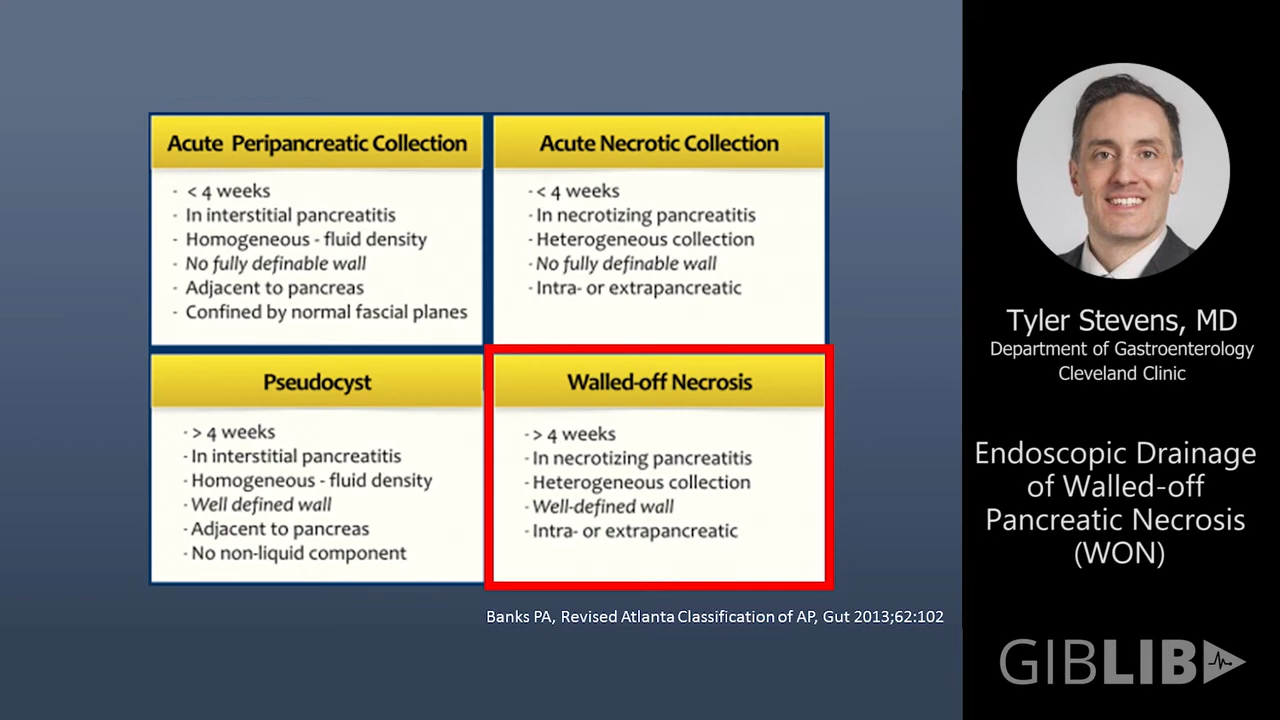 Acute Peripancreatic Collection
- < 4 weeks
- In interstitial pancreatitis
- Homogeneous - fluid density
- No fully definable wall
- Adjacent to pancreas
- Confined by normal fascial planes
Acute Necrotic Collection
- < 4 weeks
- In necrotizing pancreatitis
- Heterogeneous collection
- No fully definable wall
- Intra- or extrapancreatic
Pseudocyst
- > 4 weeks
- In interstitial pancreatitis
- Homogeneous - fluid density
- Well defined wall
- Adjacent to pancreas
- No non-liquid component
Walled-off Necrosis
- > 4 weeks
- In necrotizing pancreatitis
- Heterogeneous collection
- Well-defined wall
- Intra- or extrapancreatic
Banks PA, Revised Atlanta Classification of AP, Gut 2013;62:102
Tyler Stevens, MD
Department of Gastroenterology
Cleveland Clinic
Endoscopic Drainage
of Walled-off
Pancreatic Necrosis
(WON)
GIBLIB